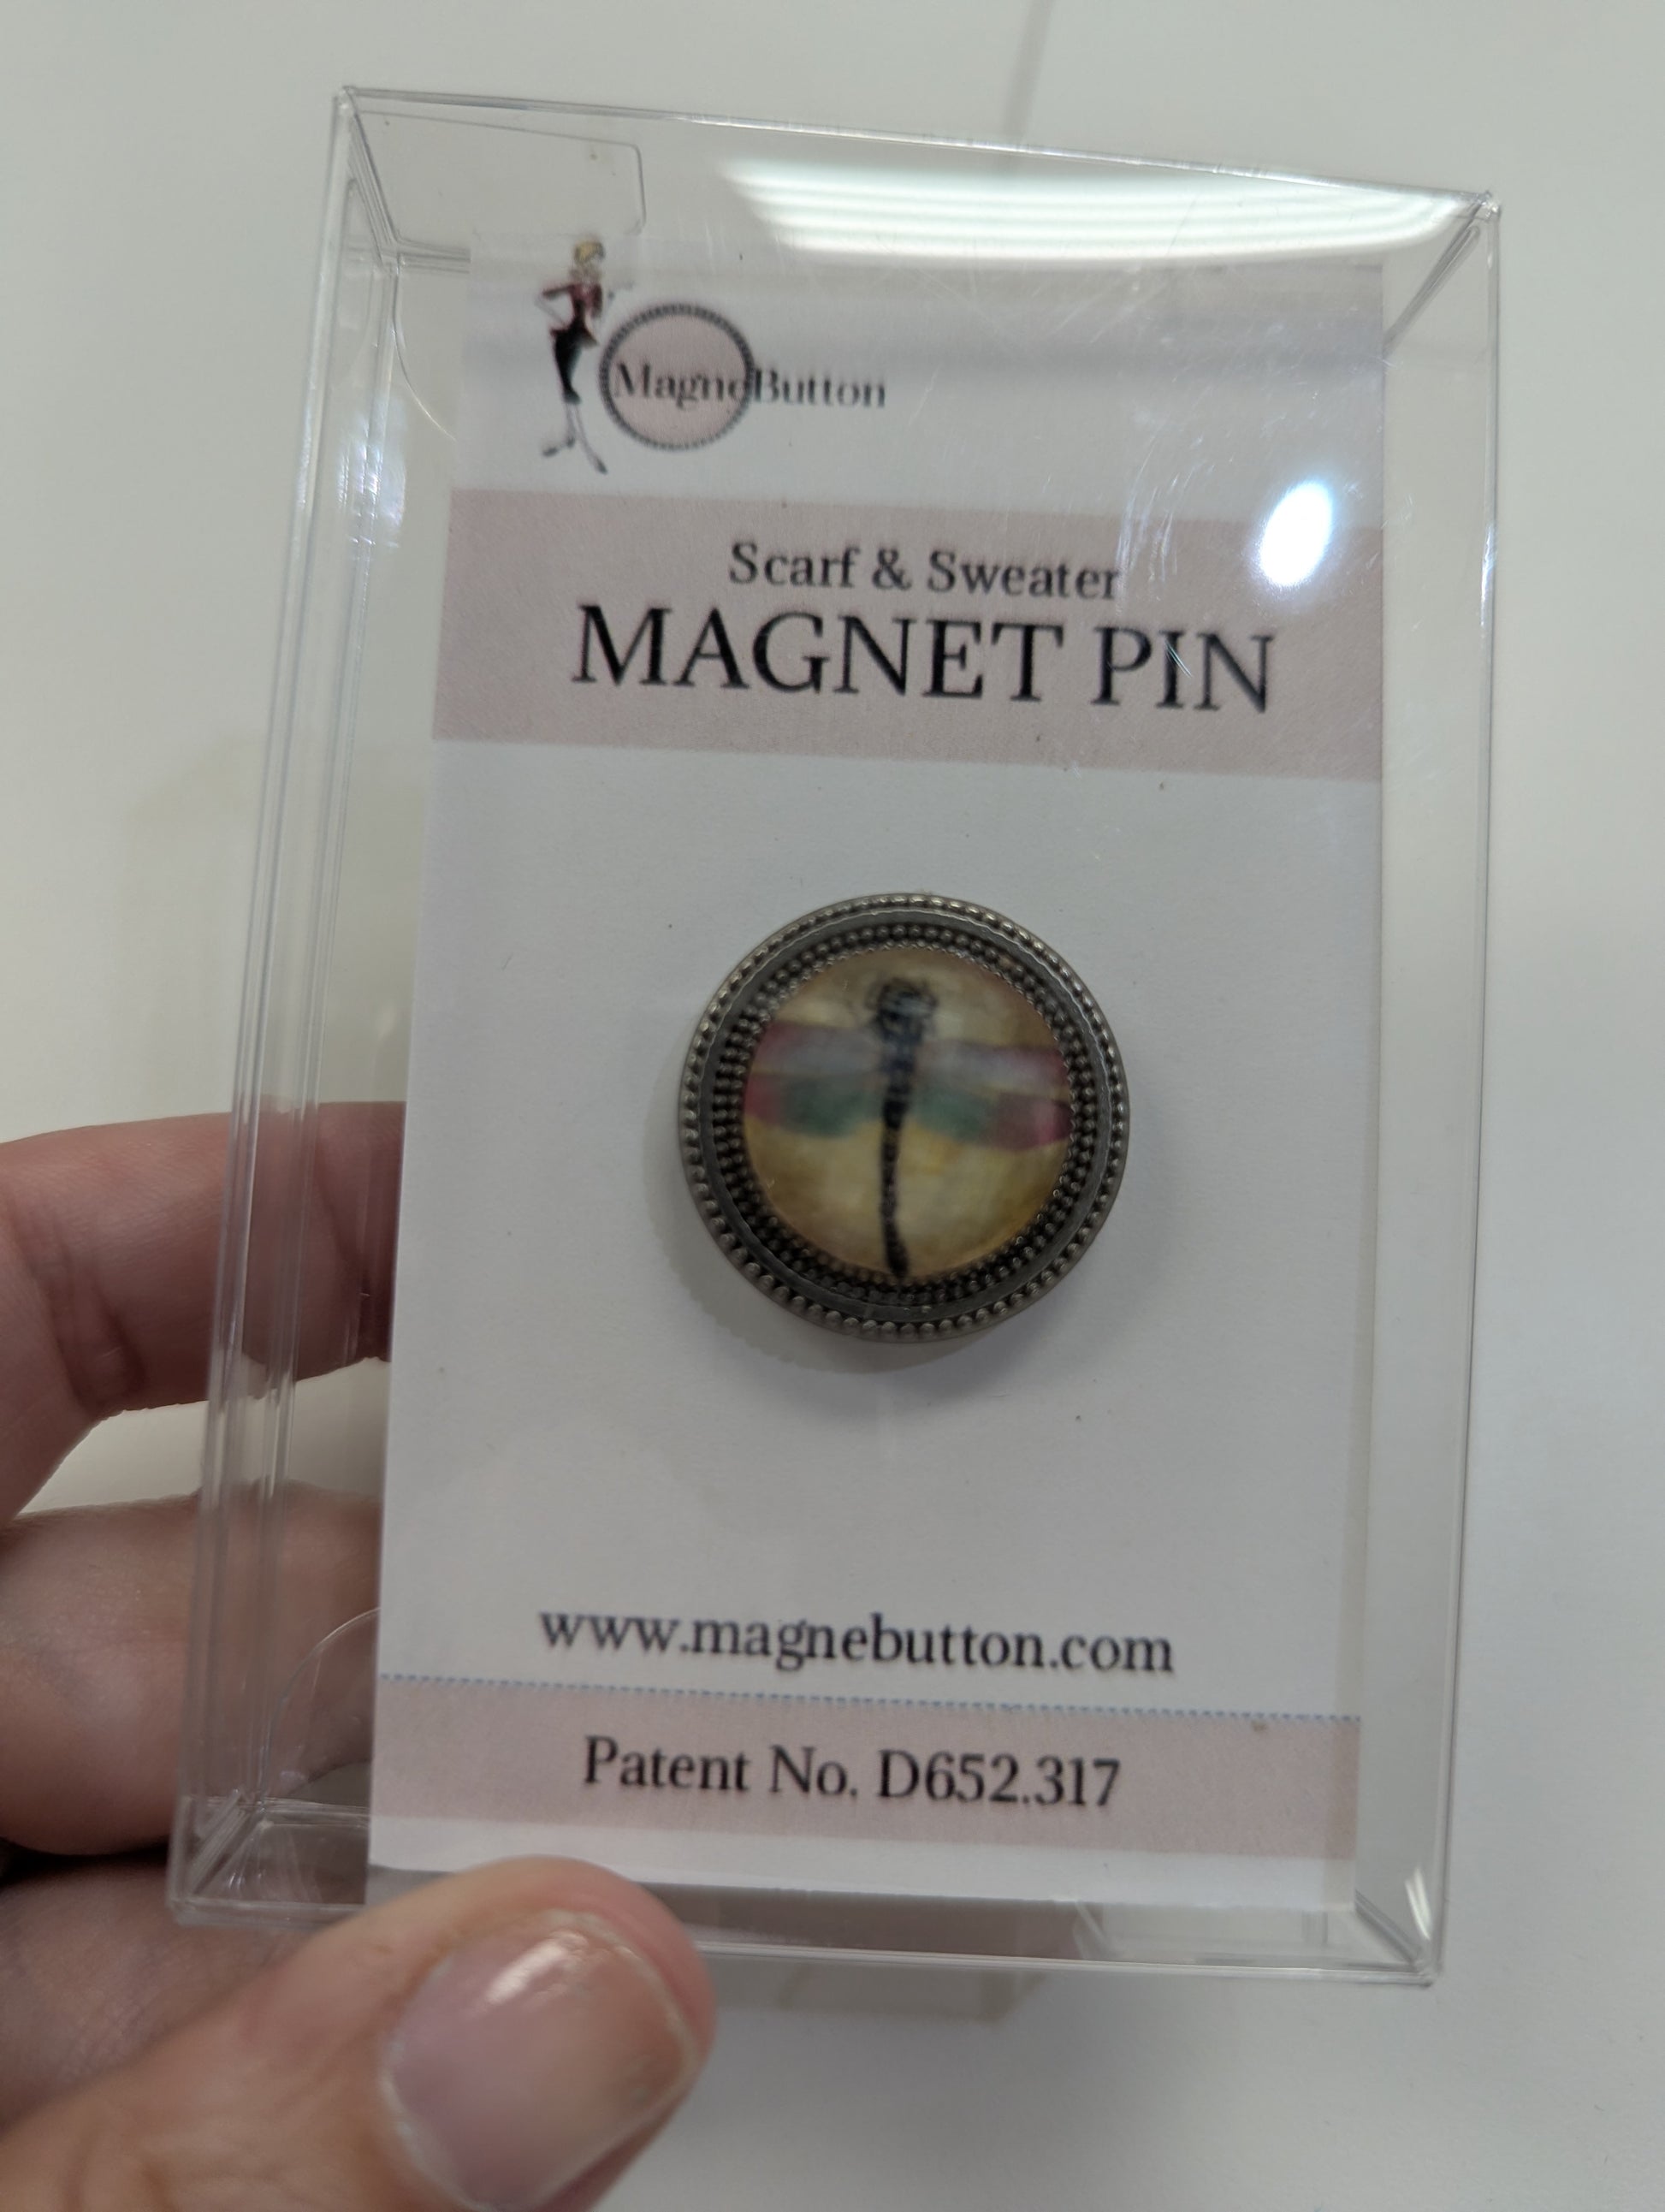 MagneButton
Scarf & Sweater
MAGNET PIN
www.magnebutton.com
Patent No. D652.317